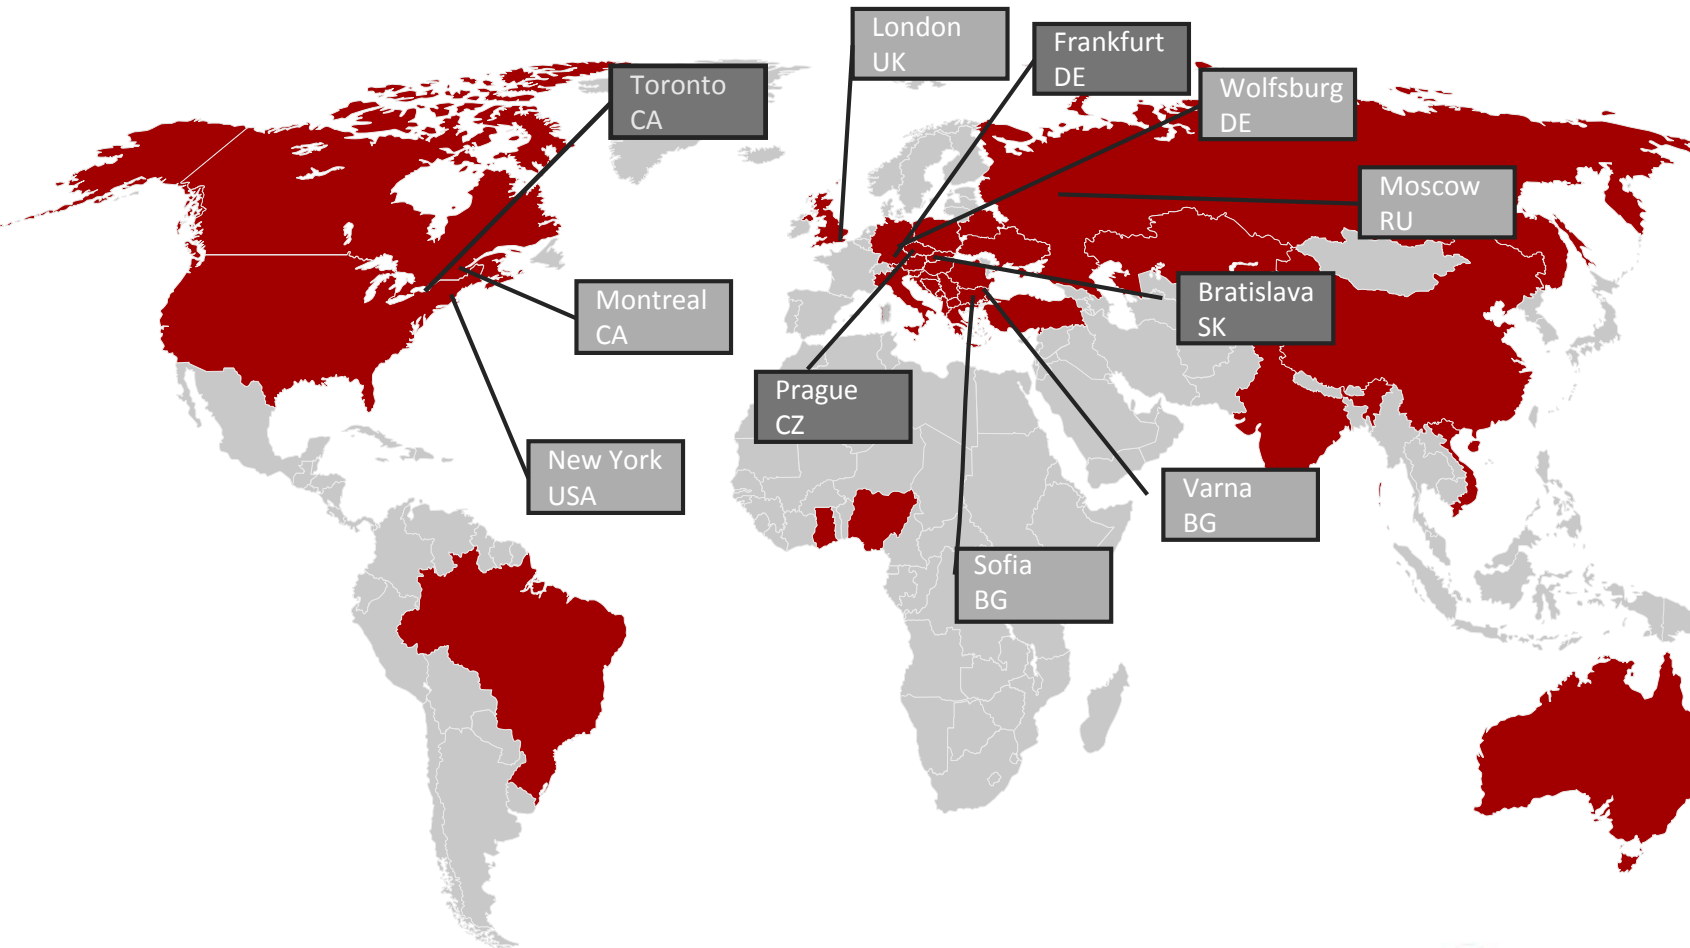 London
UK
Frankfurt
DE
Toronto
CA
Wolfsburg
DE
Moscow
RU
Montreal
CA
Bratislava
SK
Prague
CZ
New York
USA
Varna
BG
Sofia
BG